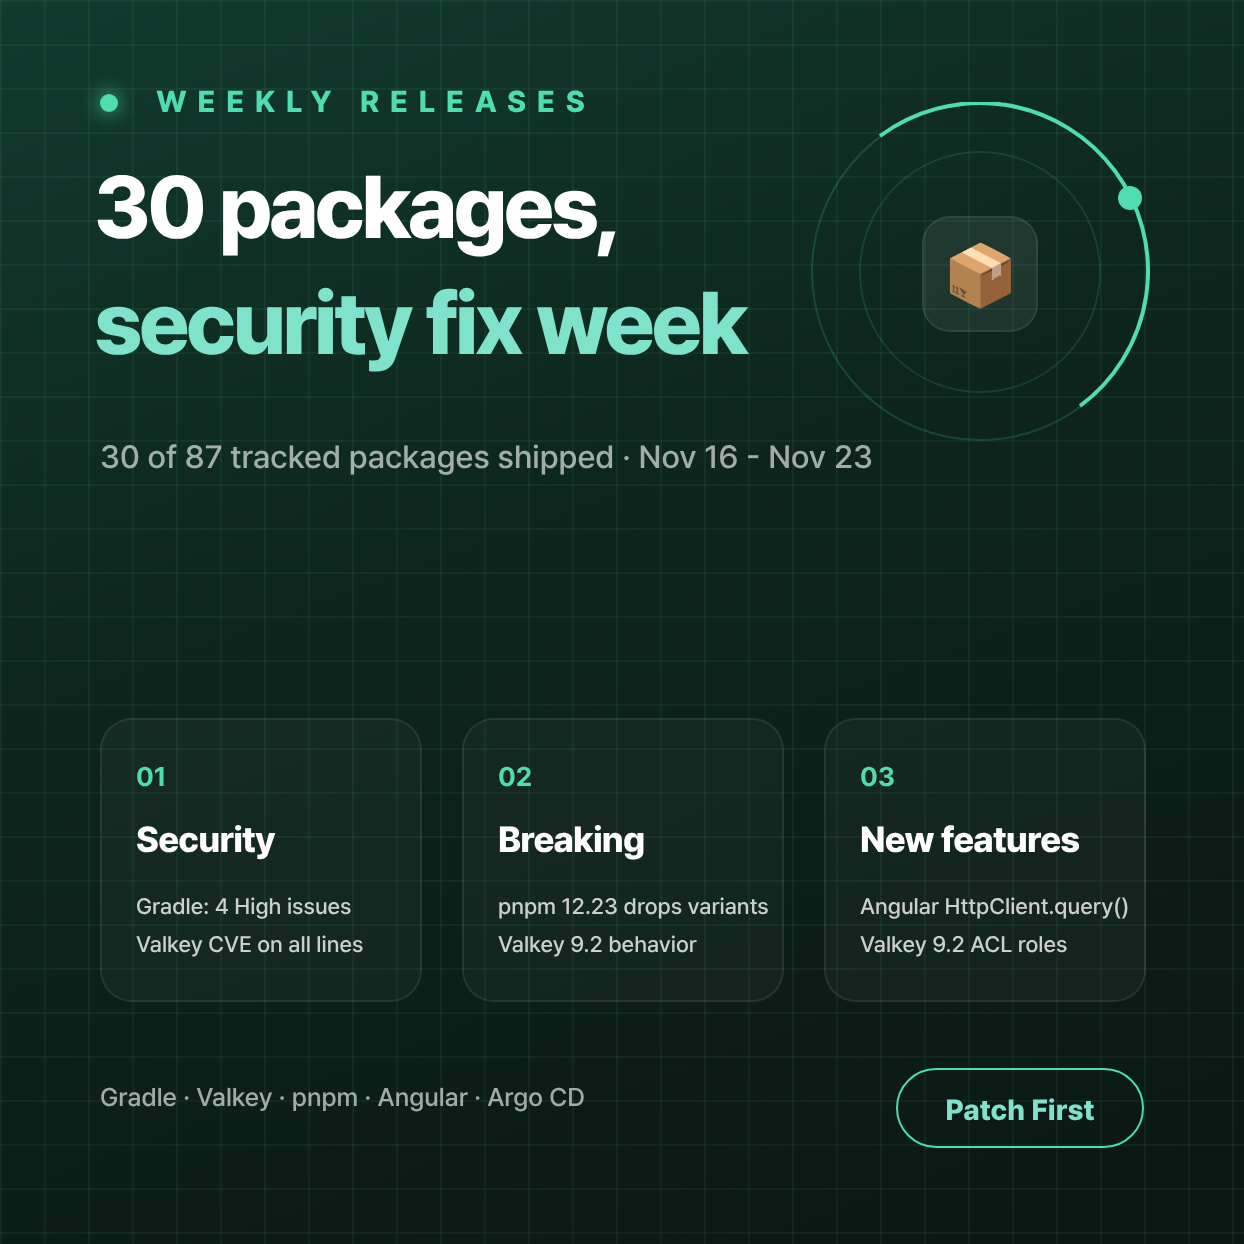 WEEKLY RELEASES
30 packages,
security fix week
30 of 87 tracked packages shipped · Nov 16 - Nov 23
01
Security
Gradle: 4 High issues
Valkey CVE on all lines
02
Breaking
pnpm 12.23 drops variants
Valkey 9.2 behavior
03
New features
Angular HttpClient.query()
Valkey 9.2 ACL roles
Gradle · Valkey · pnpm · Angular · Argo CD
Patch First